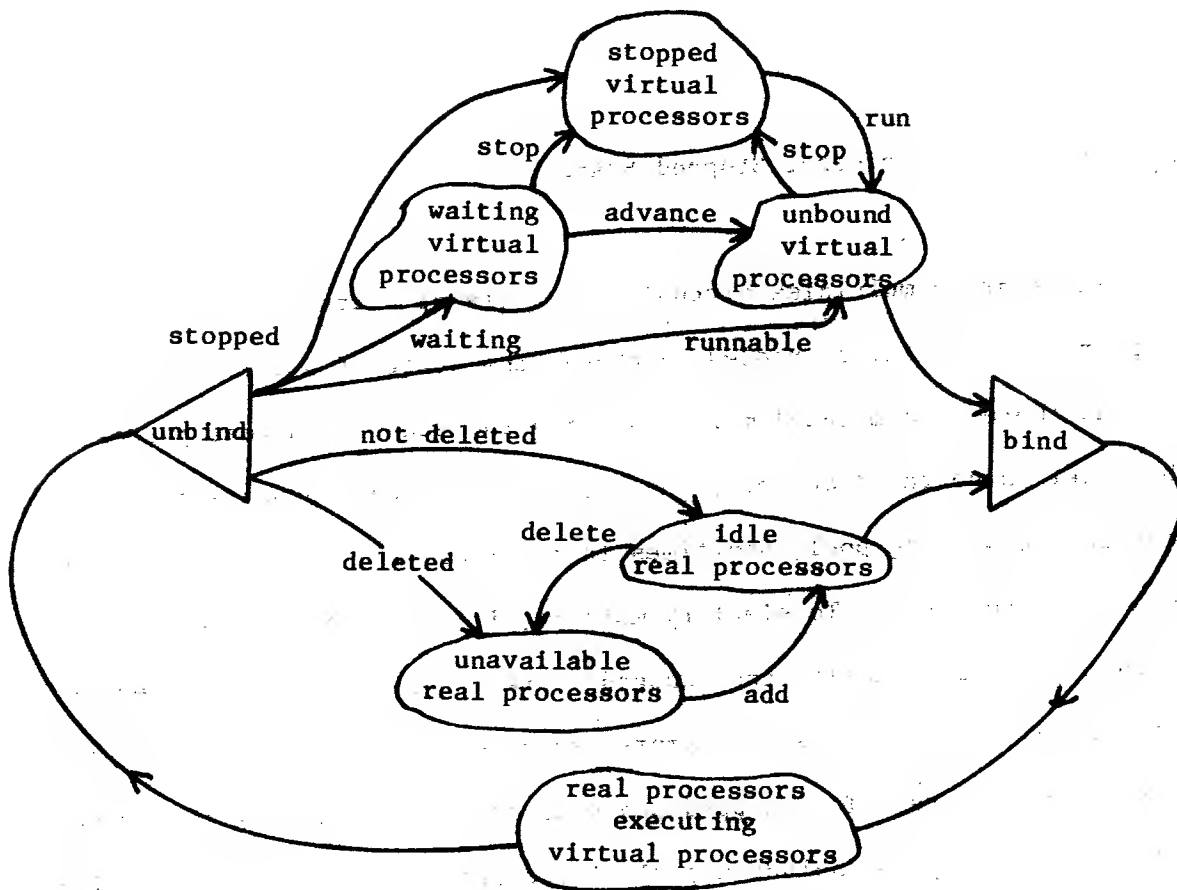 stopped
virtual
processors
run
stop
stop
waiting
virtual
processors
advance
unbound
virtual
processors
stopped
waiting
runnable
unbind
not deleted
bind
delete
idle
real processors
deleted
unavailable
real processors
add
real processors
executing
virtual processors